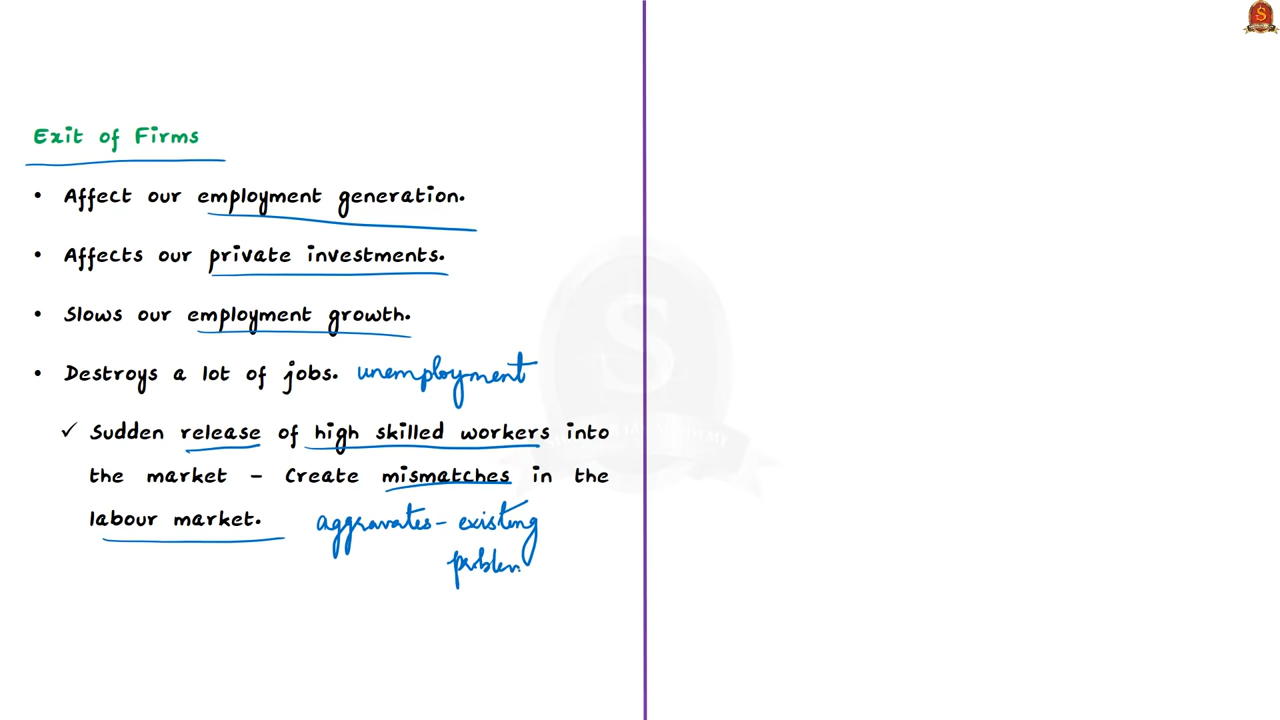 Exit of Firms
• Affect our employment generation.
• Affects our private investments.
• Slows our employment growth.
• Destroys a lot of jobs. unemployment
✓ Sudden release of high skilled workers into
the market – Create mismatches in the
labour market. aggravates – existing
problem